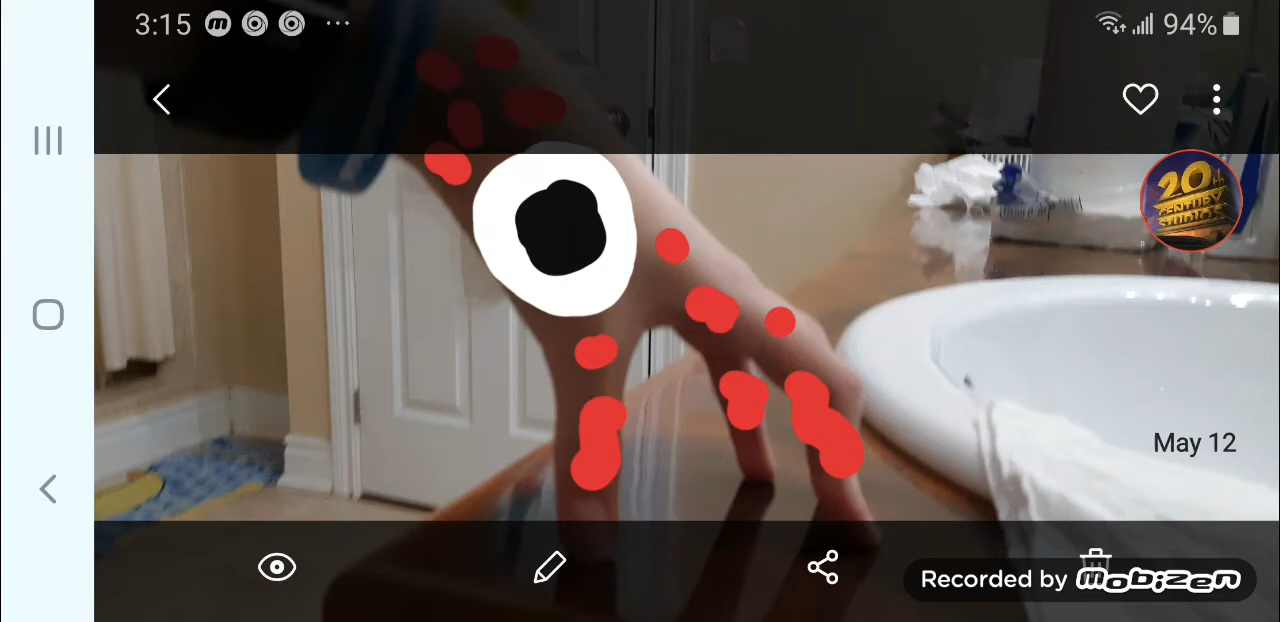 3:15
94%
20th
CENTURY
STUDIOS
May 12
Recorded by mobizen